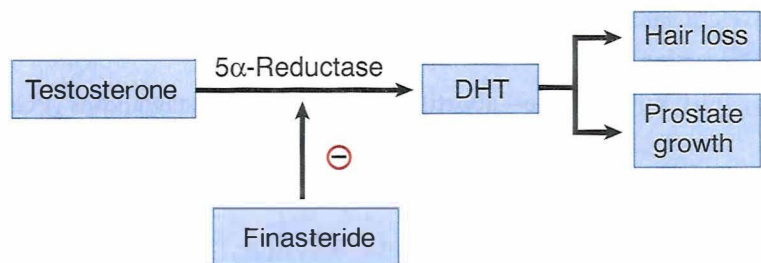 Hair loss
5α-Reductase
Testosterone
DHT
Prostate
growth
−
Finasteride